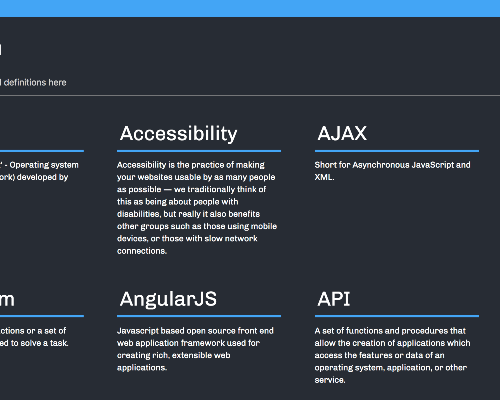 definitions here
Accessibility
AJAX
' - Operating system
ork) developed by
Accessibility is the practice of making
your websites usable by as many people
as possible — we traditionally think of
this as being about people with
disabilities, but really it also benefits
other groups such as those using mobile
devices, or those with slow network
connections.
Short for Asynchronous JavaScript and
XML.
m
AngularJS
API
ctions or a set of
ed to solve a task.
Javascript based open source front end
web application framework used for
creating rich, extensible web
applications.
A set of functions and procedures that
allow the creation of applications which
access the features or data of an
operating system, application, or other
service.